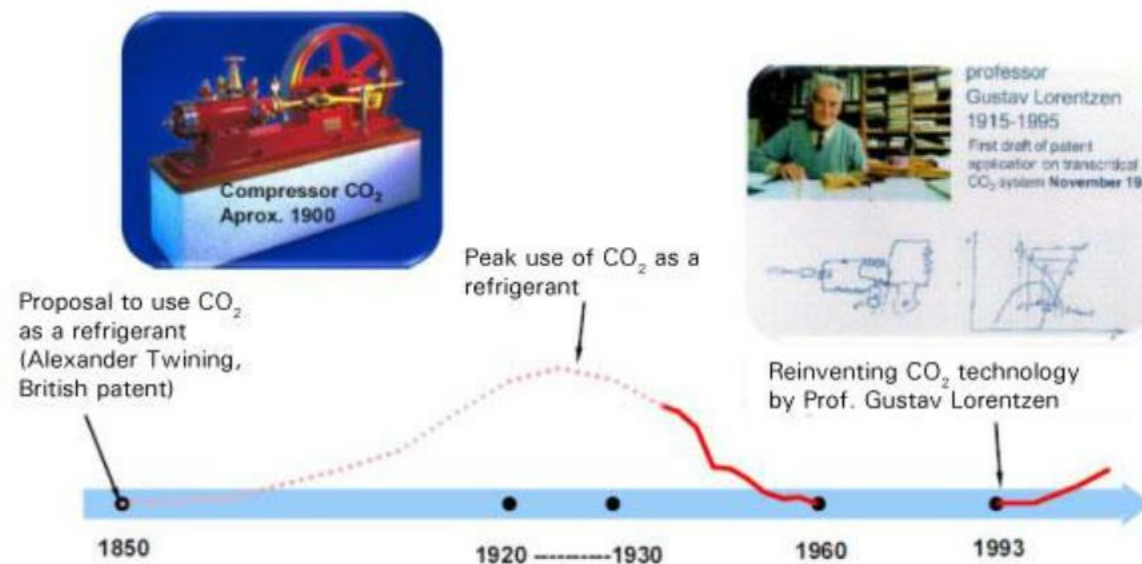 Compressor CO₂
Aprox. 1900
professor
Gustav Lorentzen
1915-1995
First draft of patent
application on transcritical
CO₂ system November
Peak use of CO₂ as a
refrigerant
Proposal to use CO₂
as a refrigerant
(Alexander Twining,
British patent)
Reinventing CO₂ technology
by Prof. Gustav Lorentzen
1850
1920 ---------- 1930
1960
1993